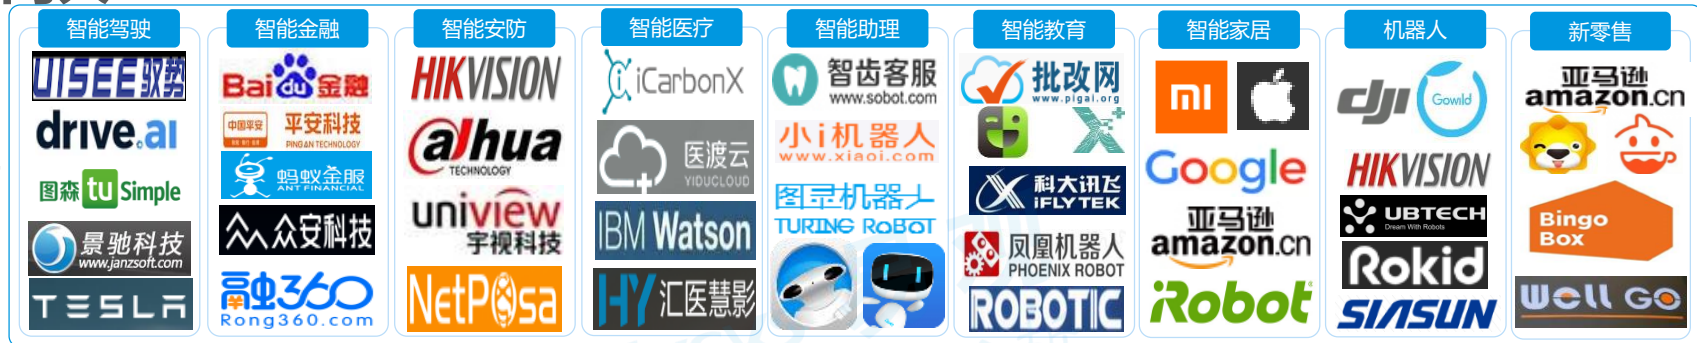 智能驾驶
UISEE驭势
drive.ai
图森 tu Simple
景驰科技
www.janzsoft.com
TESLA
智能金融
Bai du 金融
中国平安
平安科技
PINGAN TECHNOLOGY
蚂蚁金服
ANT FINANCIAL
众安科技
融360
Rong360.com
智能安防
HIKVISION
alhua
TECHNOLOGY
uniview
宇视科技
NetPosa
智能医疗
iCarbonX
医渡云
YIDUCLOUD
IBM Watson
HY 汇医慧影
智能助理
智齿客服
www.sobot.com
小i机器人
www.xiaoi.com
图灵机器人
TURING ROBOT
智能教育
批改网
www.pigai.org
科大讯飞
iFLYTEK
凤凰机器人
PHOENIX ROBOT
ROBOTIC
智能家居
mi
Google
亚马逊
amazon.cn
iRobot
机器人
dji
Gowild
HIKVISION
UBTECH
Dream With Robots
Rokid
SIASUN
新零售
亚马逊
amazon.cn
Bingo
Box
Well GO